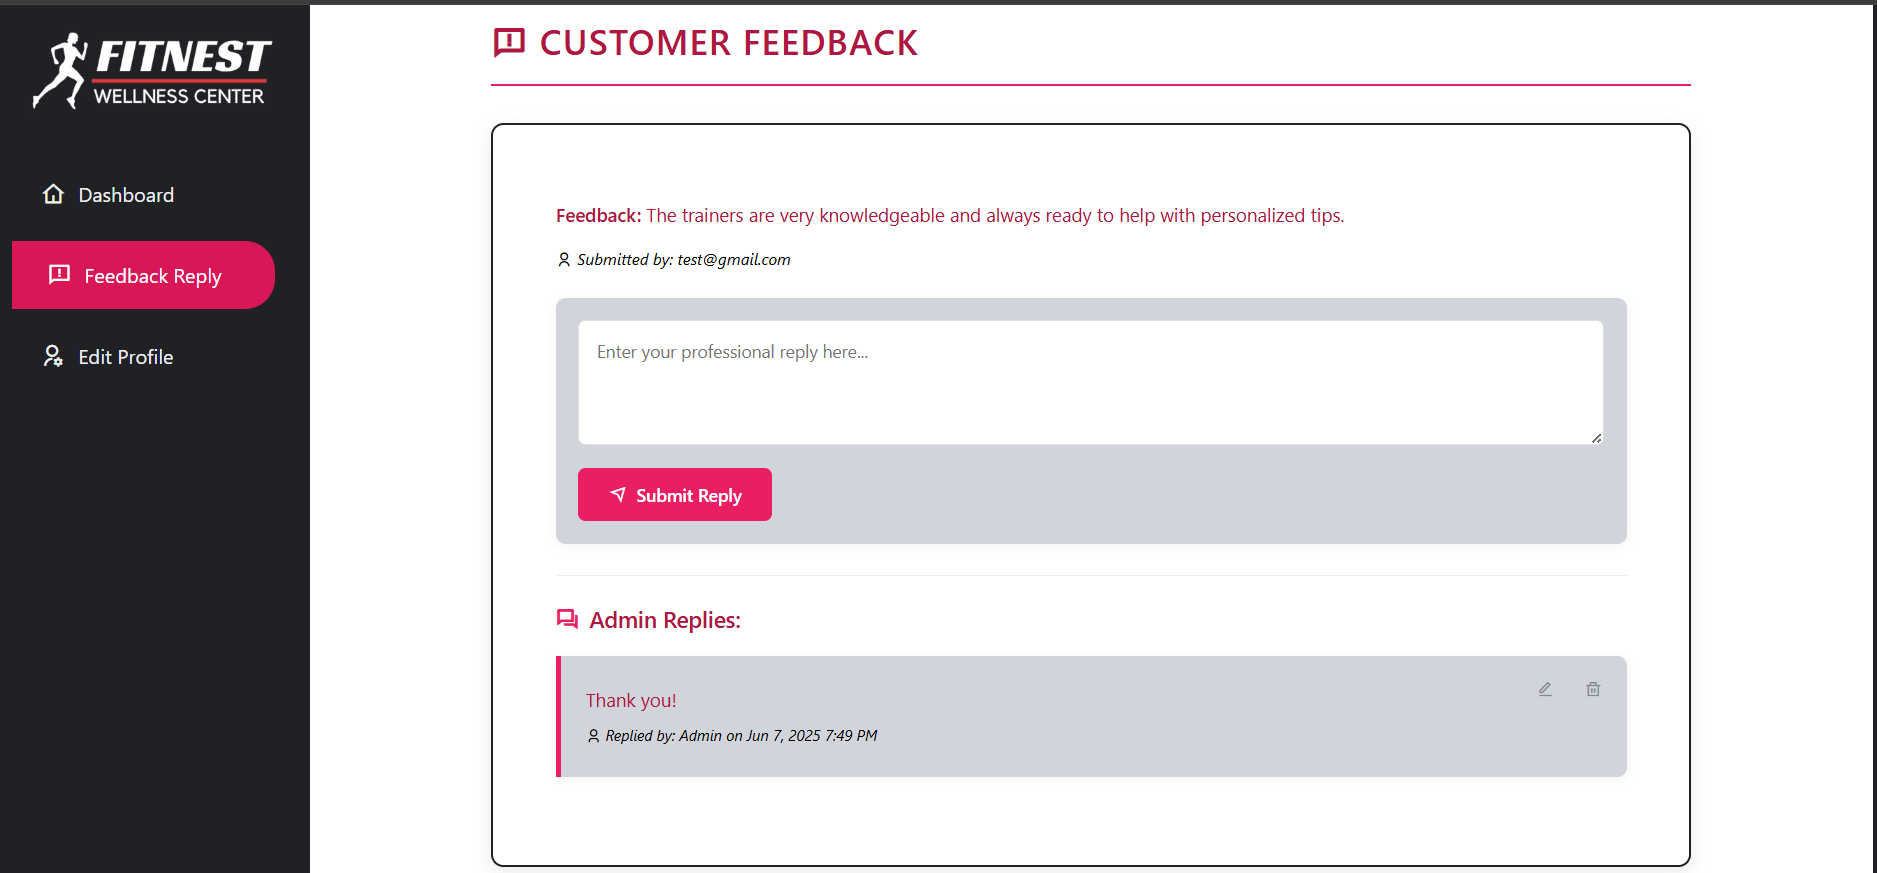 FITNEST
WELLNESS CENTER
Dashboard
Feedback Reply
Edit Profile
CUSTOMER FEEDBACK
Feedback: The trainers are very knowledgeable and always ready to help with personalized tips.
Submitted by: test@gmail.com
Enter your professional reply here...
Submit Reply
Admin Replies:
Thank you!
Replied by: Admin on Jun 7, 2025 7:49 PM